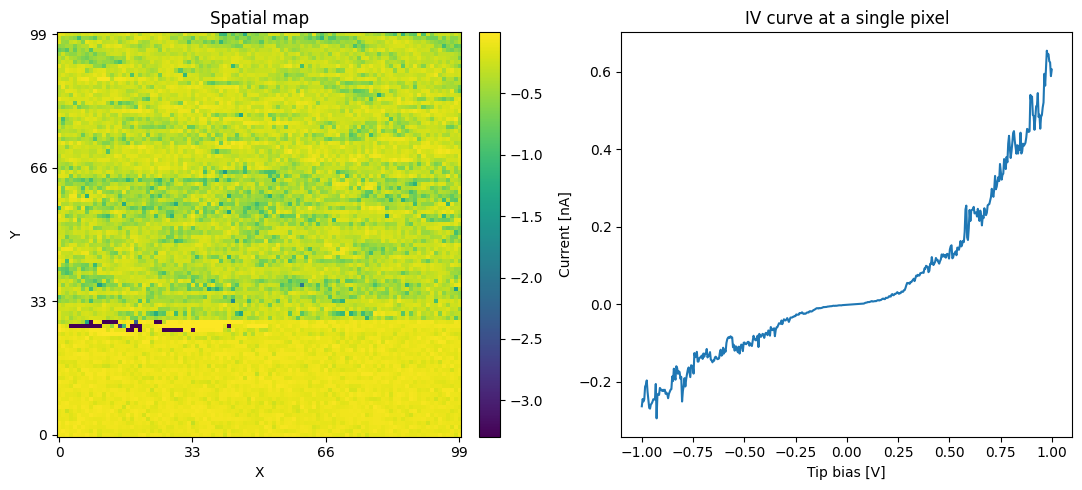 Spatial map
99
66
33
0
Y
0 33 66 99
X
−0.5
−1.0
−1.5
−2.0
−2.5
−3.0
IV curve at a single pixel
0.6
0.4
0.2
0.0
−0.2
Current [nA]
−1.00 −0.75 −0.50 −0.25 0.00 0.25 0.50 0.75 1.00
Tip bias [V]